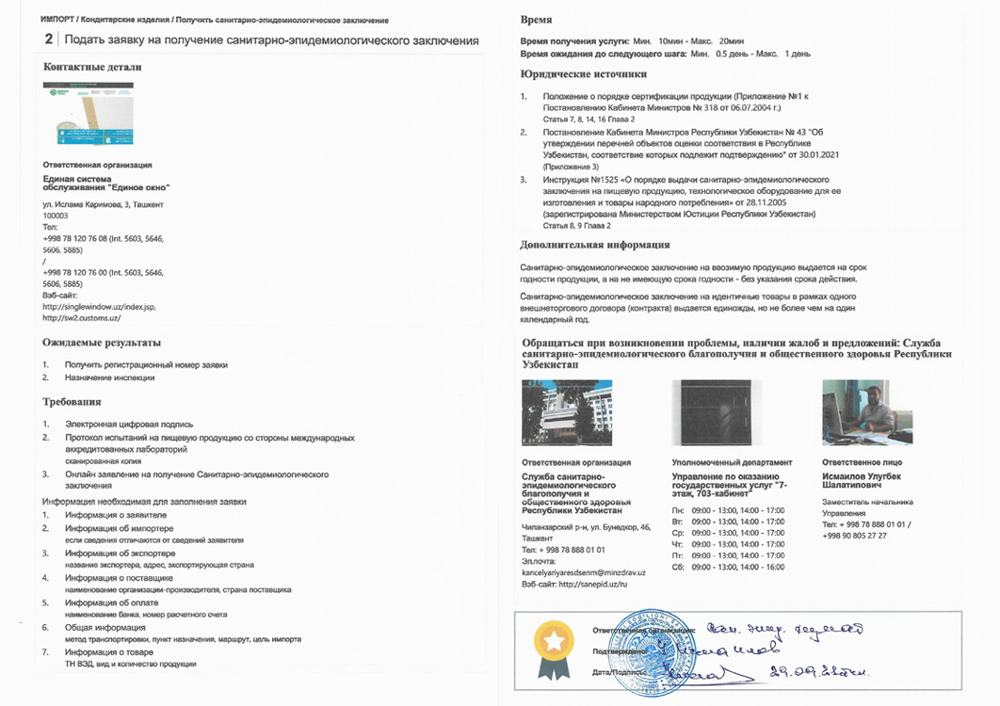 ИМПОРТ / Кондитерские изделия / Получить санитарно-эпидемиологическое заключение
2 | Подать заявку на получение санитарно-эпидемиологического заключения
Контактные детали
Ответственная организация
Единая система
обслуживания "Единое окно"
ул. Ислама Каримова, 3, Ташкент
100003
Тел:
+998 78 120 76 08 (Int. 5603, 5646,
5606, 5885)
/
+998 78 120 76 00 (Int. 5603, 5646,
5606, 5885)
Вэб-сайт:
http://singlewindow.uz/index.jsp,
http://sw2.customs.uz/
Ожидаемые результаты
1. Получить регистрационный номер заявки
2. Назначение инспекции
Требования
1. Электронная цифровая подпись
2. Протокол испытаний на пищевую продукцию со стороны международных
аккредитованных лабораторий
сканированная копия
3. Онлайн заявление на получение Санитарно-эпидемиологического
заключения
Информация необходимая для заполнения заявки
1. Информация о заявителе
2. Информация об импортере
если сведения отличаются от сведений заявителя
3. Информация об экспортере
название экспортера, адрес, экспортирующая страна
4. Информация о поставщике
наименование организации-производителя, страна поставщика
5. Информация об оплате
наименование банка, номер расчетного счета
6. Общая информация
метод транспортировки, пункт назначения, маршрут, цель импорта
7. Информация о товаре
ТН ВЭД, вид и количество продукции
Время
Время получения услуги: Мин. 10мин - Макс. 20мин
Время ожидания до следующего шага: Мин. 0.5 день - Макс. 1 день
Юридические источники
1. Положение о порядке сертификации продукции (Приложение №1 к
Постановлению Кабинета Министров № 318 от 06.07.2004 г.)
Статья 7, 8, 14, 16 Глава 2
2. Постановление Кабинета Министров Республики Узбекистан № 43 "Об
утверждении перечней объектов оценки соответствия в Республике
Узбекистан, соответствие которых подлежит подтверждению" от 30.01.2021
(Приложение 3)
3. Инструкция №1525 «О порядке выдачи санитарно-эпидемиологического
заключения на пищевую продукцию, технологическое оборудование для ее
изготовления и товары народного потребления» от 28.11.2005
(зарегистрирована Министерством Юстиции Республики Узбекистан)
Статья 8, 9 Глава 2
Дополнительная информация
Санитарно-эпидемиологическое заключение на ввозимую продукцию выдается на срок
годности продукции, а на не имеющую срока годности - без указания срока действия.
Санитарно-эпидемиологическое заключение на идентичные товары в рамках одного
внешнеторгового договора (контракта) выдается единожды, но не более чем на один
календарный год.
Обращаться при возникновении проблемы, наличии жалоб и предложений: Служба
санитарно-эпидемиологического благополучия и общественного здоровья Республики
Узбекистан
Ответственная организация
Служба санитарно-
эпидемиологического
благополучия и
общественного здоровья
Республики Узбекистан
Чиланзарский р-н, ул. Бунедкор, 46,
Ташкент
Тел: + 998 78 888 01 01
Эл.почта:
kancelyariyaresdsenm@minzdrav.uz
Вэб-сайт: http://sanepid.uz/ru
Уполномоченный департамент
Управление по оказанию
государственных услуг "7-
этаж, 703-кабинет"
Пн: 09:00 - 13:00, 14:00 - 17:00
Вт: 09:00 - 13:00, 14:00 - 17:00
Ср: 09:00 - 13:00, 14:00 - 17:00
Чт: 09:00 - 13:00, 14:00 - 17:00
Пт: 09:00 - 13:00, 14:00 - 17:00
Сб: 09:00 - 13:00, 14:00 - 16:00
Ответственное лицо
Исмаилов Улугбек
Шалатипович
Заместитель начальника
Управления
Тел: + 998 78 888 01 01 /
+998 90 805 27 27
Ответственная организация:
Подтверждено: У Исмаилов
Дата/Подпись: 29.09.21